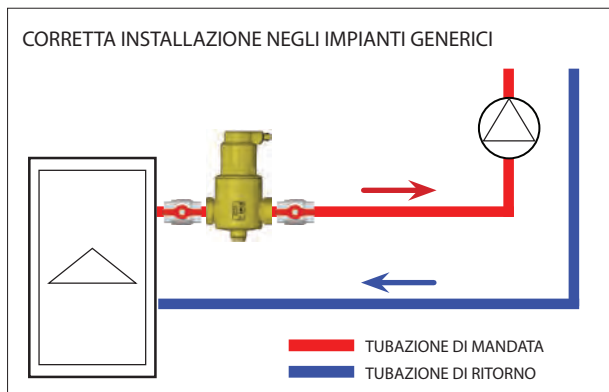 CORRETTA INSTALLAZIONE NEGLI IMPIANTI GENERICI
TUBAZIONE DI MANDATA
TUBAZIONE DI RITORNO